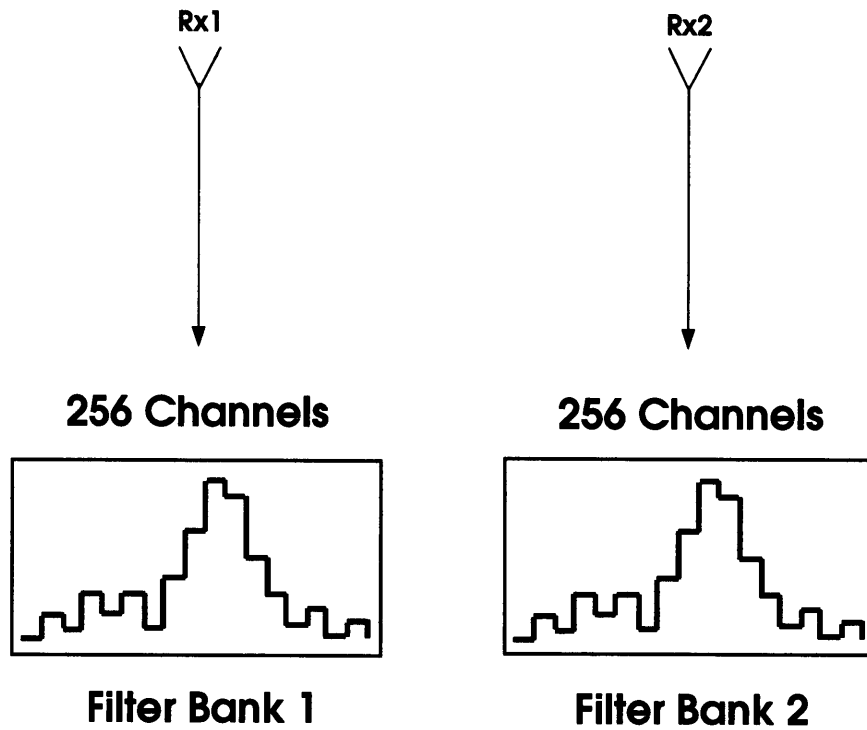 Rx1
Rx2
256 Channels
256 Channels
Filter Bank 1
Filter Bank 2